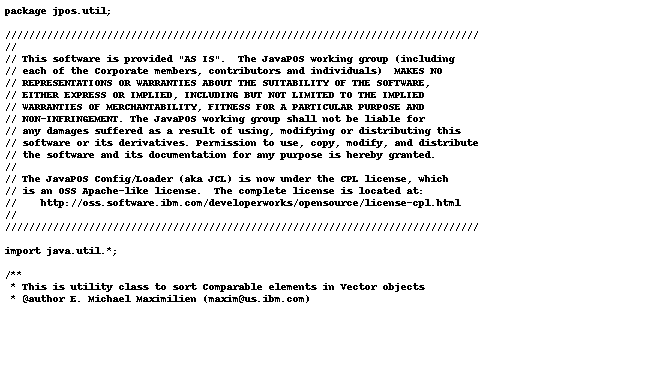 package jpos.util;

///////////////////////////////////////////////////////////////////////////////
//
// This software is provided "AS IS".  The JavaPOS working group (including
// each of the Corporate members, contributors and individuals)  MAKES NO
// REPRESENTATIONS OR WARRANTIES ABOUT THE SUITABILITY OF THE SOFTWARE,
// EITHER EXPRESS OR IMPLIED, INCLUDING BUT NOT LIMITED TO THE IMPLIED
// WARRANTIES OF MERCHANTABILITY, FITNESS FOR A PARTICULAR PURPOSE AND
// NON-INFRINGEMENT. The JavaPOS working group shall not be liable for
// any damages suffered as a result of using, modifying or distributing this
// software or its derivatives. Permission to use, copy, modify, and distribute
// the software and its documentation for any purpose is hereby granted.
//
// The JavaPOS Config/Loader (aka JCL) is now under the CPL license, which
// is an OSS Apache-like license.  The complete license is located at:
//    http://oss.software.ibm.com/developerworks/opensource/license-cpl.html
//
///////////////////////////////////////////////////////////////////////////////

import java.util.*;

/**
 * This is utility class to sort Comparable elements in Vector objects
 * @author E. Michael Maximilien (maxim@us.ibm.com)